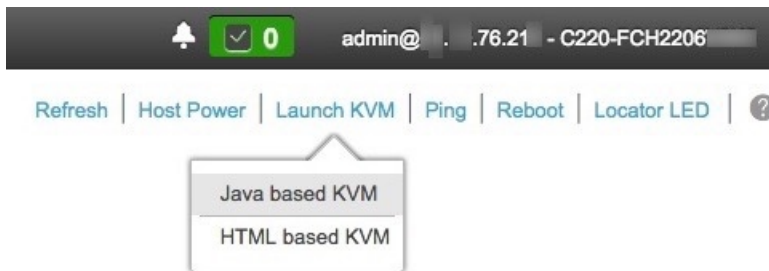 0 admin@ . .76.21 - C220-FCH2206
Refresh | Host Power | Launch KVM | Ping | Reboot | Locator LED | ?
Java based KVM
HTML based KVM